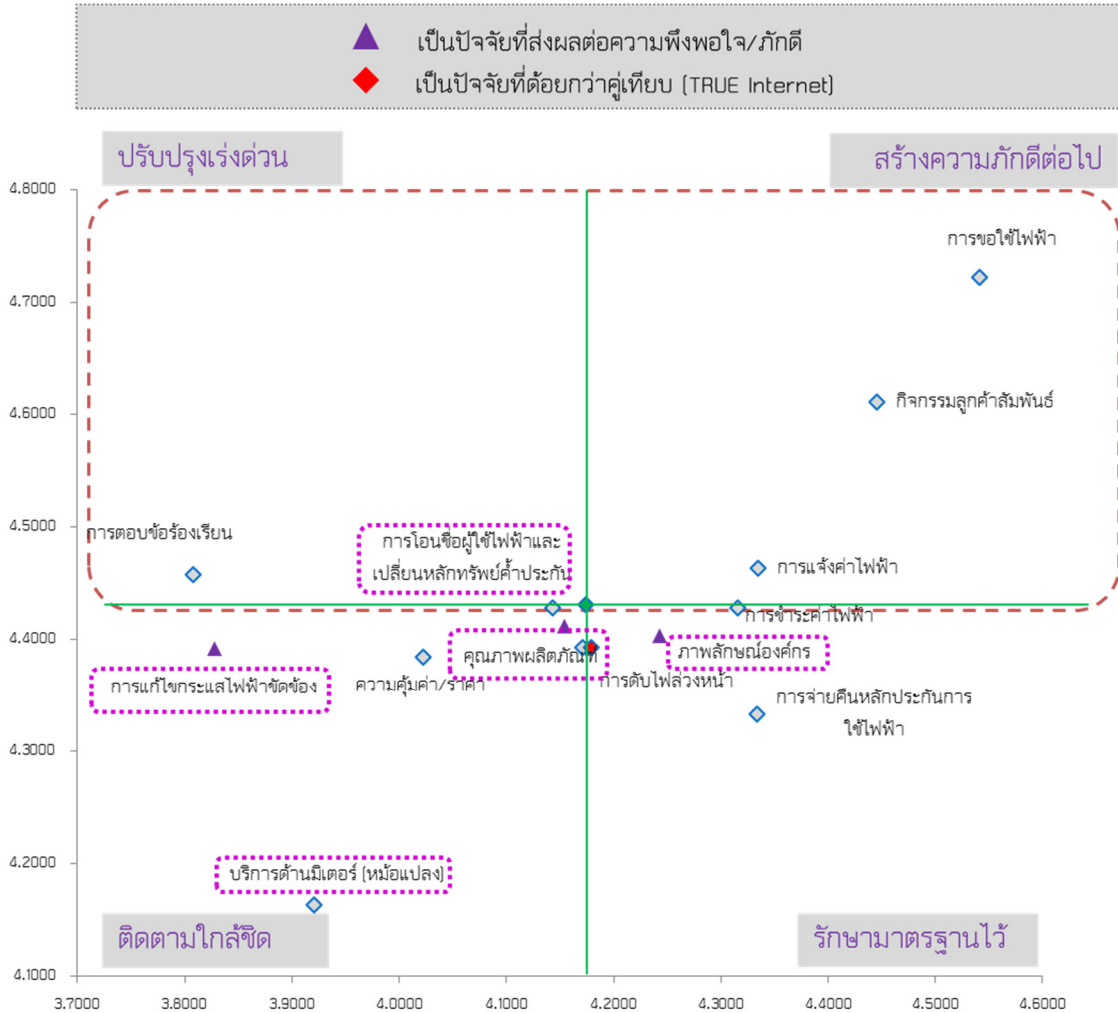 เป็นปัจจัยที่ส่งผลต่อความพึงพอใจ/ภักดี
เป็นปัจจัยที่ด้อยกว่าคู่เทียบ (TRUE Internet)
ปรับปรุงเร่งด่วน
สร้างความภักดีต่อไป
4.8000
การขอใช้ไฟฟ้า
4.7000
4.6000
กิจกรรมลูกค้าสัมพันธ์
4.5000
การตอบข้อร้องเรียน
การโอนชื่อผู้ใช้ไฟฟ้าและ
เปลี่ยนหลักทรัพย์ค้ำประกัน
การแจ้งค่าไฟฟ้า
การชำระค่าไฟฟ้า
4.4000
คุณภาพผลิตภัณฑ์
ภาพลักษณ์องค์กร
การแก้ไขกระแสไฟฟ้าขัดข้อง
ความคุ้มค่า/ราคา
การดับไฟล่วงหน้า
การจ่ายคืนหลักประกันการ
ใช้ไฟฟ้า
4.3000
4.2000
บริการด้านมิเตอร์ (หม้อแปลง)
ติดตามใกล้ชิด
รักษามาตรฐานไว้
4.1000
3.7000 3.8000 3.9000 4.0000 4.1000 4.2000 4.3000 4.4000 4.5000 4.6000